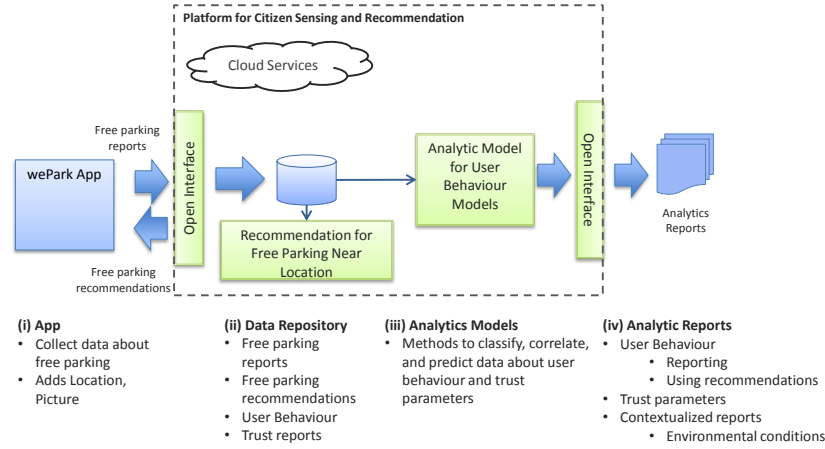 Platform for Citizen Sensing and Recommendation
Cloud Services
Free parking
reports
wePark App
Open Interface
Analytic Model
for User
Behaviour
Models
Open Interface
Recommendation for
Free Parking Near
Location
Free parking
recommendations
Analytics
Reports
(i) App
• Collect data about
free parking
• Adds Location,
Picture
(ii) Data Repository
• Free parking
reports
• Free parking
recommendations
• User Behaviour
• Trust reports
(iii) Analytics Models
• Methods to classify, correlate,
and predict data about user
behaviour and trust
parameters
(iv) Analytic Reports
• User Behaviour
• Reporting
• Using recommendations
• Trust parameters
• Contextualized reports
• Environmental conditions